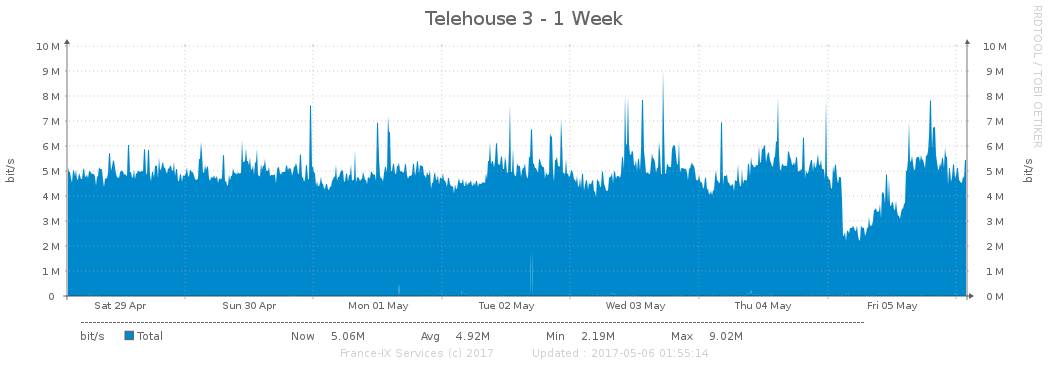 Telehouse 3 - 1 Week
RRDTOOL / TOBI OETIKER
bit/s
10 M 10 M
9 M 9 M
8 M 8 M
7 M 7 M
6 M 6 M
5 M 5 M
4 M 4 M
3 M 3 M
2 M 2 M
1 M 1 M
0 0 M
bit/s
Sat 29 Apr Sun 30 Apr Mon 01 May Tue 02 May Wed 03 May Thu 04 May Fri 05 May
bit/s Total Now 5.06M Avg 4.92M Min 2.19M Max 9.02M
France-IX Services (c) 2017 Updated : 2017-05-06 01:55:14